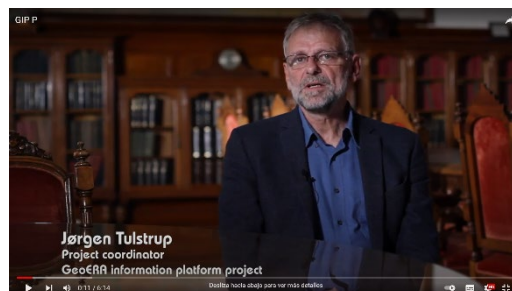 GIP P
Jørgen Tulstrup
Project coordinator
GeoERA information platform project
0:11 / 6:14
Desliza hacia abajo para ver más detalles